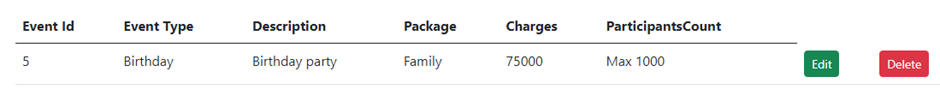 Event Id Event Type Description Package Charges ParticipantsCount
5 Birthday Birthday party Family 75000 Max 1000 Edit Delete